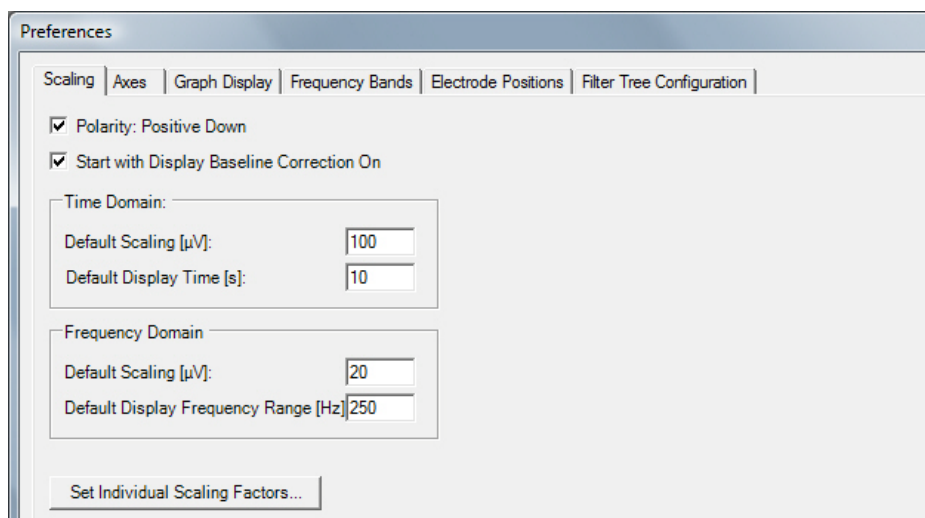 Preferences
Scaling Axes Graph Display Frequency Bands Electrode Positions Filter Tree Configuration
Polarity: Positive Down
Start with Display Baseline Correction On
Time Domain:
Default Scaling [µV]: 100
Default Display Time [s]: 10
Frequency Domain
Default Scaling [µV]: 20
Default Display Frequency Range [Hz] 250
Set Individual Scaling Factors...